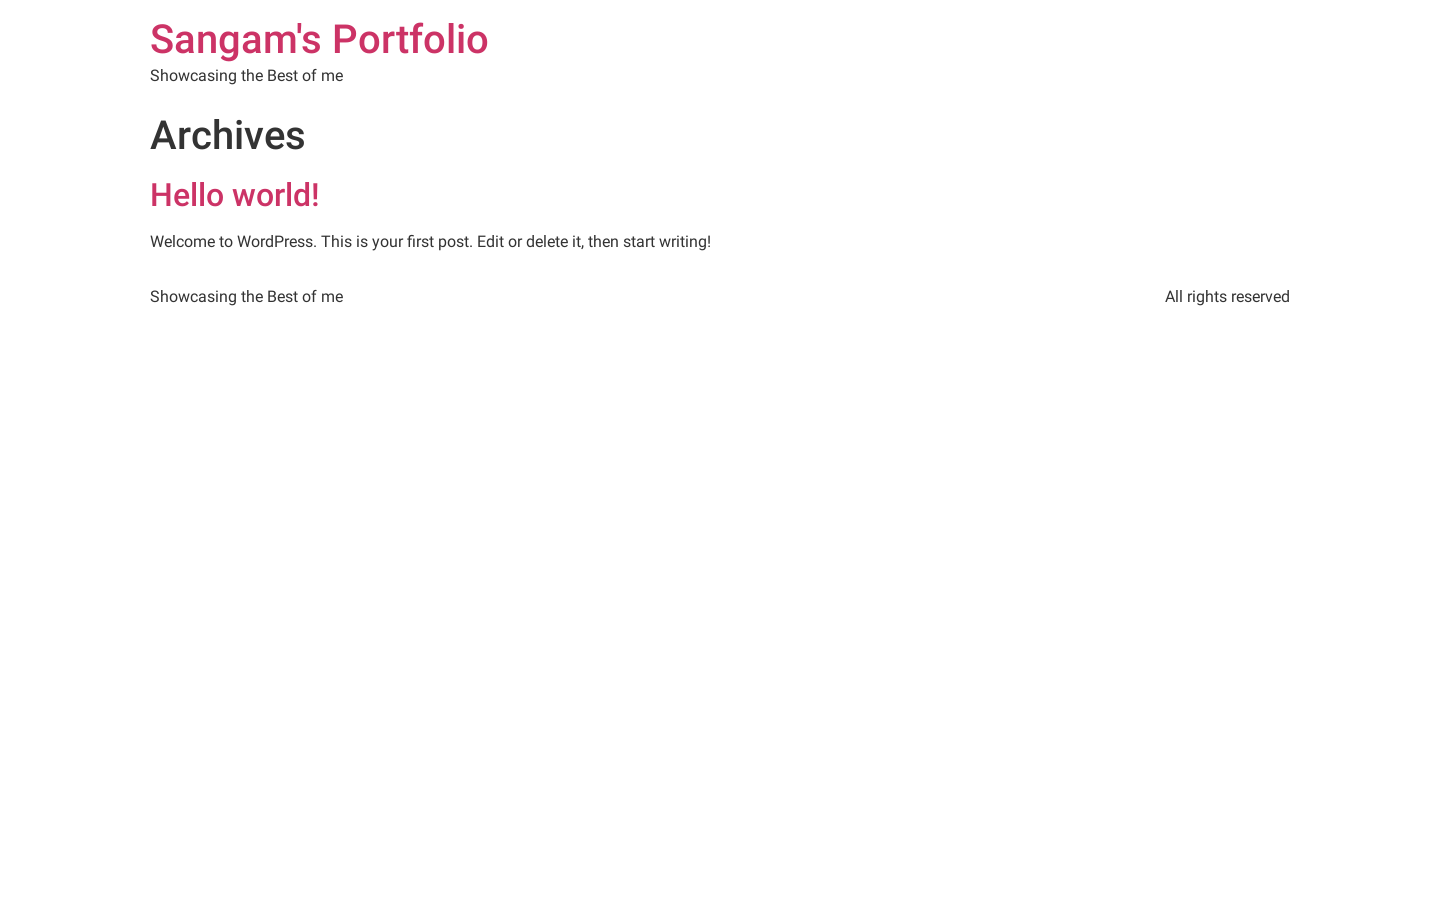 Sangam's Portfolio
Showcasing the Best of me
Archives
Hello world!
Welcome to WordPress. This is your first post. Edit or delete it, then start writing!
Showcasing the Best of me
All rights reserved